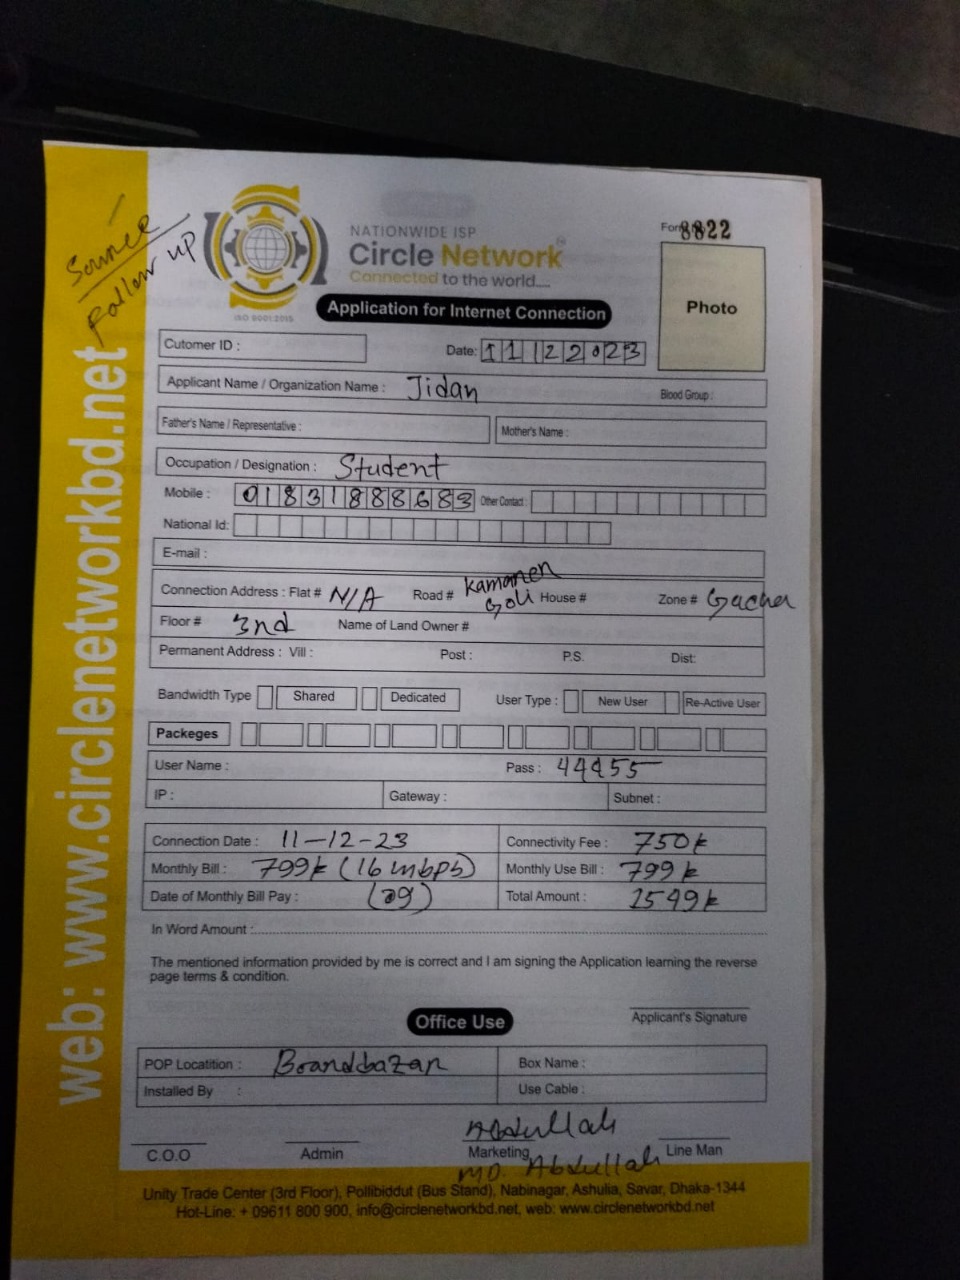 Source
Follow up
NATIONWIDE ISP
Circle Network
Connected to the world....
ISO 9001:2015
Form 8822
Application for Internet Connection
Photo
Cutomer ID :
Date: 11122023
Applicant Name / Organization Name : Jidan
Blood Group :
Father's Name / Representative :
Mother's Name :
Occupation / Designation : Student
Mobile : 01831888683 Other Contact :
National Id:
E-mail :
Connection Address : Flat # N/A Road # Kamanen Goli House # Zone # Gacher
Floor # 3nd Name of Land Owner #
Permanent Address : Vill : Post : P.S. Dist:
Bandwidth Type Shared Dedicated User Type : New User Re-Active User
Packeges
User Name : Pass : 44455
IP : Gateway : Subnet :
Connection Date : 11-12-23 Connectivity Fee : 750k
Monthly Bill : 799k (16 mbpb) Monthly Use Bill : 799k
Date of Monthly Bill Pay : (09) Total Amount : 1549k
In Word Amount :
The mentioned information provided by me is correct and I am signing the Application learning the reverse
page terms & condition.
Applicant's Signature
Office Use
POP Locatition : Boardbazar Box Name :
Installed By : Use Cable :
Abdullah
C.O.O Admin Marketing Line Man
MD. Abdullah
Unity Trade Center (3rd Floor), Pollibiddut (Bus Stand), Nabinagar, Ashulia, Savar, Dhaka-1344
Hot-Line: + 09611 800 900, info@circlenetworkbd.net, web: www.circlenetworkbd.net
web: www.circlenetworkbd.net